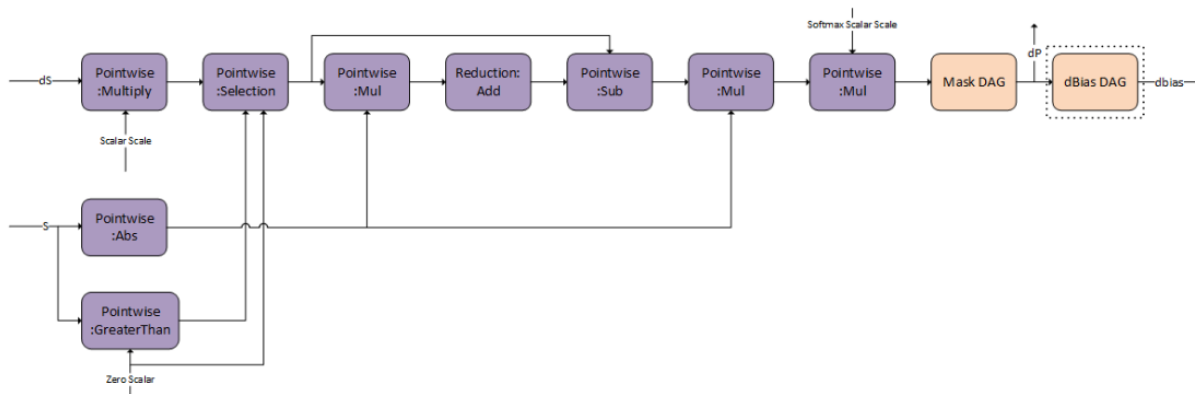 Softmax Scalar Scale
dS
Pointwise
:Multiply
Pointwise
:Selection
Pointwise
:Mul
Reduction:
Add
Pointwise
:Sub
Pointwise
:Mul
Pointwise
:Mul
Mask DAG
dP
dBias DAG
dbias
Scalar Scale
S
Pointwise
:Abs
Pointwise
:GreaterThan
Zero Scalar